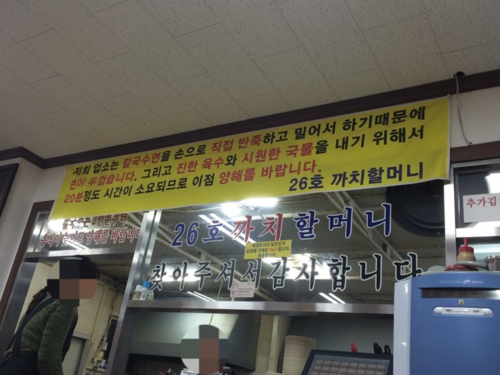 저희 업소는 칼국수면을 손으로 직접 반죽하고 밀어서 하기때문에
면이 두껍습니다. 그리고 진한 육수와 시원한 국물을 내기 위해서
20분정도 시간이 소요되므로 이점 양해를 바랍니다.
26호 까치할머니
26호까치할머니
찾아주셔서감사합니다
추가김